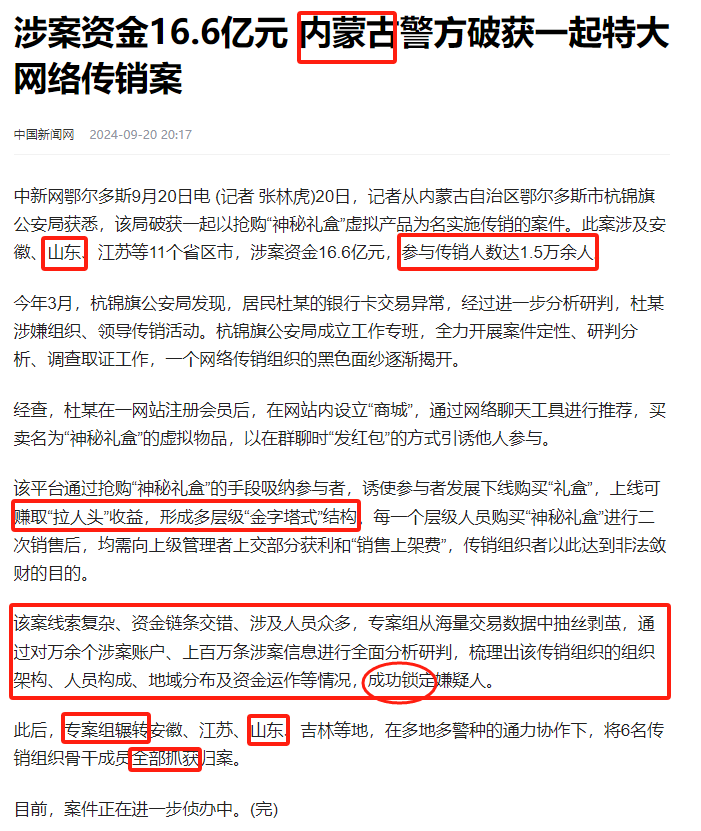 涉案资金16.6亿元 内蒙古警方破获一起特大
网络传销案
中国新闻网 2024-09-20 20:17
中新网鄂尔多斯9月20日电 (记者 张林虎)20日，记者从内蒙古自治区鄂尔多斯市杭锦旗
公安局获悉，该局破获一起以抢购“神秘礼盒”虚拟产品为名实施传销的案件。此案涉及安
徽、山东、江苏等11个省区市，涉案资金16.6亿元，参与传销人数达1.5万余人。
今年3月，杭锦旗公安局发现，居民杜某的银行卡交易异常，经过进一步分析研判，杜某
涉嫌组织、领导传销活动。杭锦旗公安局成立工作专班，全力开展案件定性、研判分
析、调查取证工作，一个网络传销组织的黑色面纱逐渐揭开。
经查，杜某在一网站注册会员后，在网站内设立“商城”，通过网络聊天工具进行推荐，买
卖名为“神秘礼盒”的虚拟物品，以在群聊时“发红包”的方式引诱他人参与。
该平台通过抢购“神秘礼盒”的手段吸纳参与者，诱使参与者发展下线购买“礼盒”，上线可
赚取“拉人头”收益，形成多层级“金字塔式”结构。每一个层级人员购买“神秘礼盒”进行二
次销售后，均需向上级管理者上交部分获利和“销售上架费”，传销组织者以此达到非法敛
财的目的。
该案线索复杂、资金链条交错、涉及人员众多，专案组从海量交易数据中抽丝剥茧，通
过对万余个涉案账户、上百万条涉案信息进行全面分析研判，梳理出该传销组织的组织
架构、人员构成、地域分布及资金运作等情况，成功锁定嫌疑人。
此后，专案组辗转安徽、江苏、山东、吉林等地，在多地多警种的通力协作下，将6名传
销组织骨干成员全部抓获归案。
目前，案件正在进一步侦办中。(完)